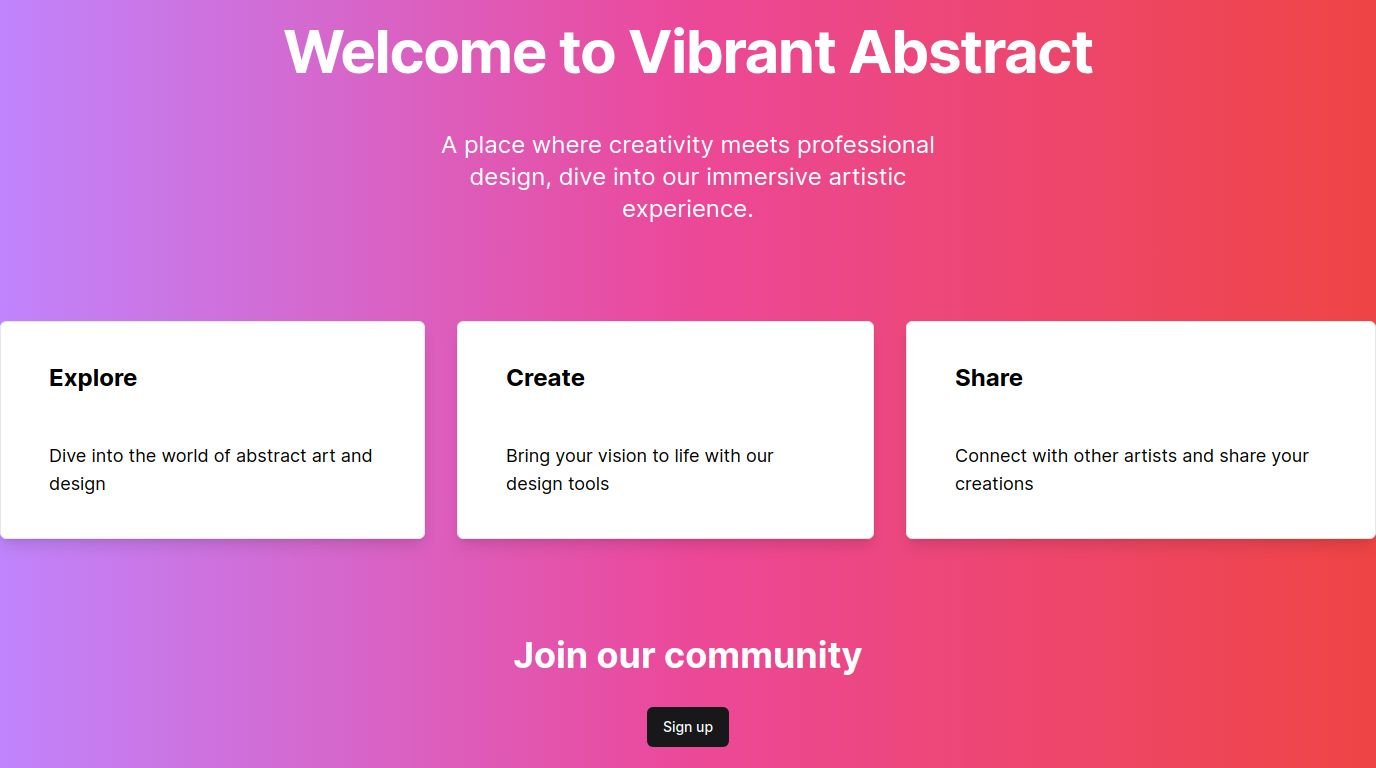 Welcome to Vibrant Abstract
A place where creativity meets professional
design, dive into our immersive artistic
experience.
Explore
Dive into the world of abstract art and
design
Create
Bring your vision to life with our
design tools
Share
Connect with other artists and share your
creations
Join our community
Sign up